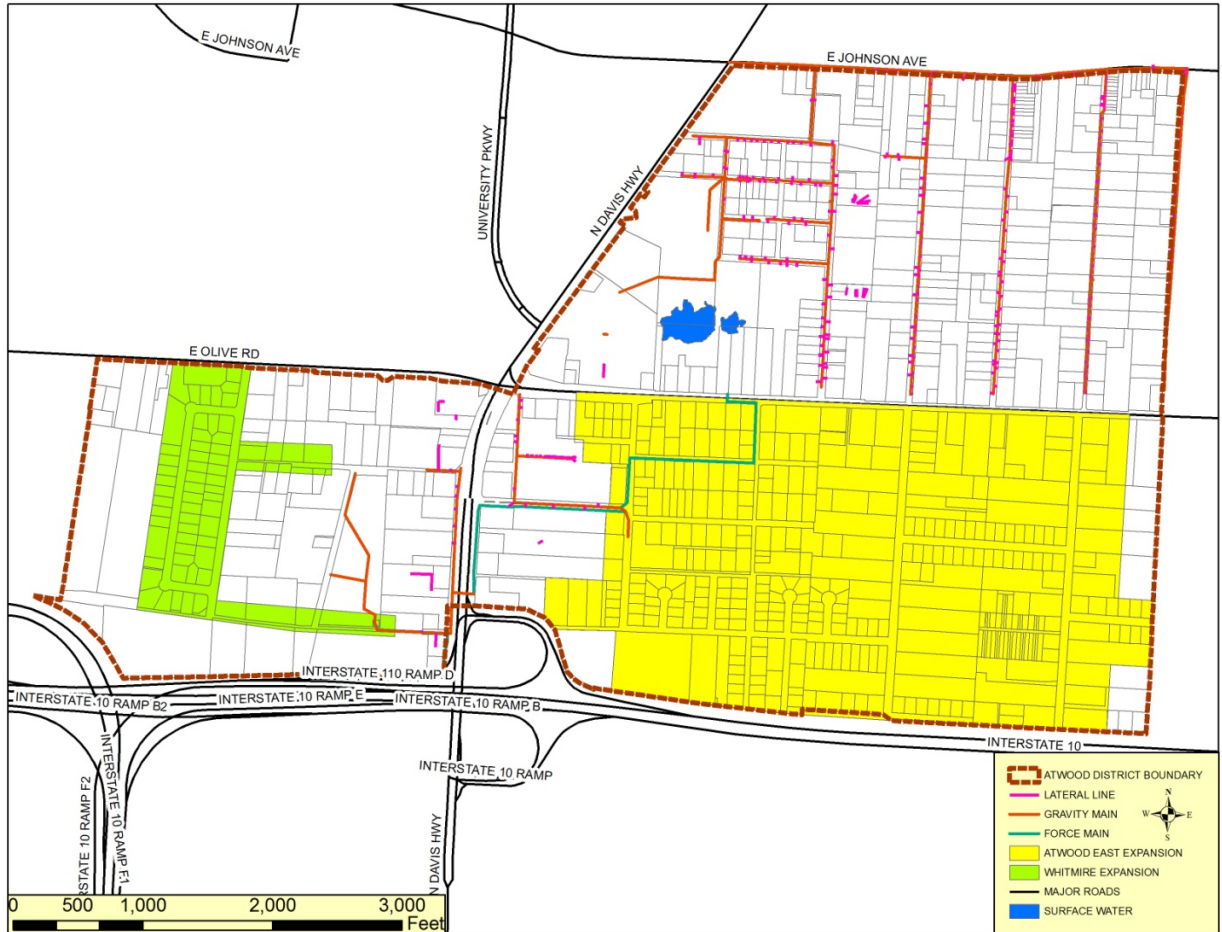 E JOHNSON AVE
E JOHNSON AVE
UNIVERSITY PKWY
N DAVIS HWY
E OLIVE RD
INTERSTATE 110 RAMP D
INTERSTATE 10 RAMP B2
INTERSTATE 10 RAMP E
INTERSTATE 10 RAMP B
INTERSTATE 10
INTERSTATE 10 RAMP
INTERSTATE 10 RAMP F1
RSTATE 10 RAMP F2
N DAVIS HWY
ATWOOD DISTRICT BOUNDARY
LATERAL LINE
GRAVITY MAIN
FORCE MAIN
ATWOOD EAST EXPANSION
WHITMIRE EXPANSION
MAJOR ROADS
SURFACE WATER
N
W E
S
0 500 1,000 2,000 3,000
Feet